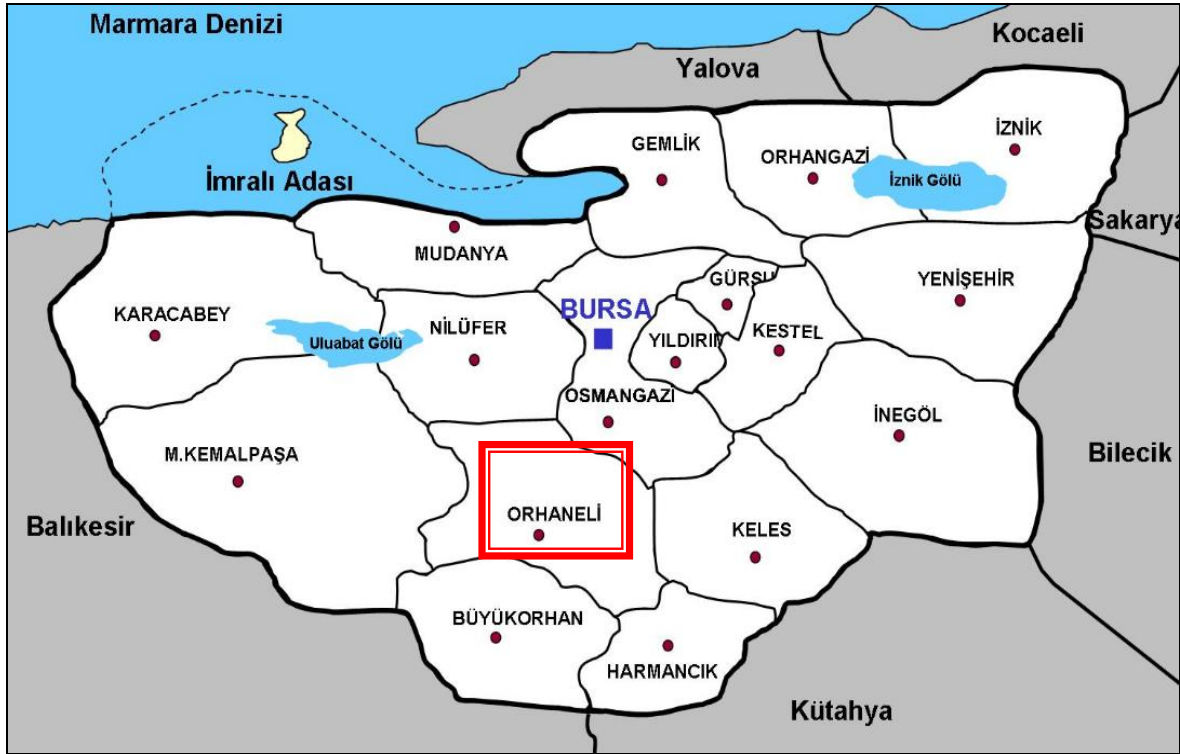 Marmara Denizi
Kocaeli
Yalova
İZNİK
GEMLİK
ORHANGAZİ
İznik Gölü
İmralı Adası
Sakarya
MUDANYA
GÜRSU
YENİŞEHİR
KARACABEY
BURSA
NİLÜFER
KESTEL
Uluabat Gölü
YILDIRIM
OSMANGAZİ
İNEGÖL
M.KEMALPAŞA
Bilecik
ORHANELİ
Balıkesir
KELES
BÜYÜKORHAN
HARMANCIK
Kütahya